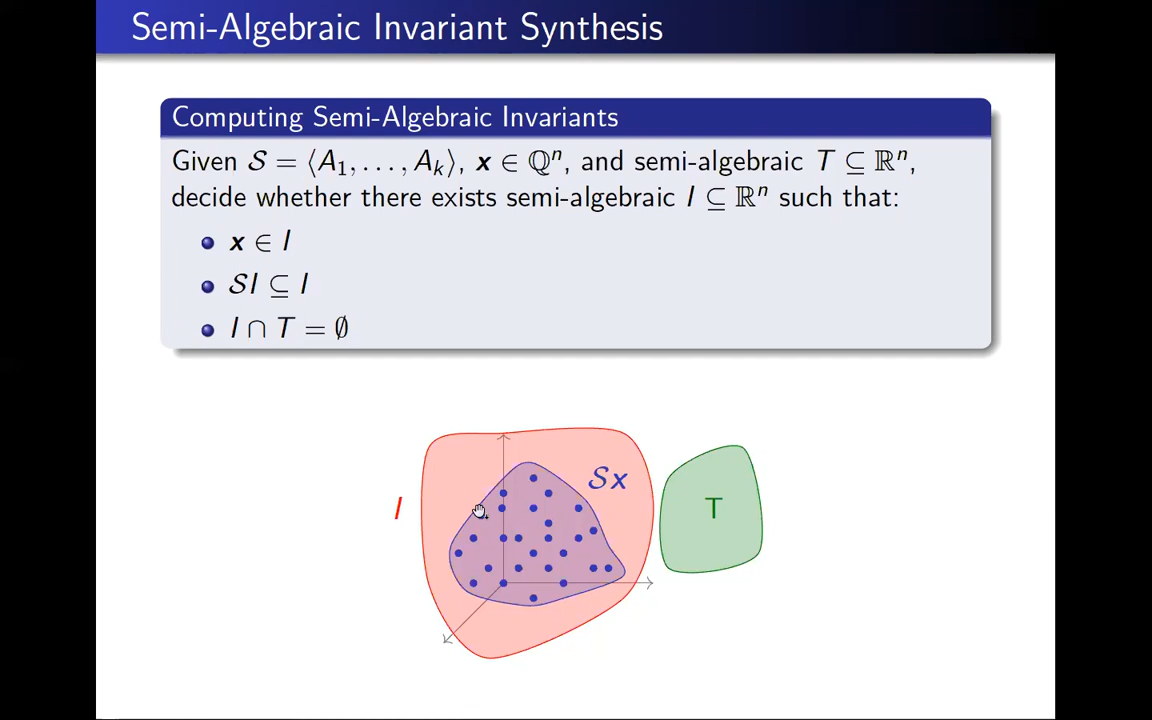 Semi-Algebraic Invariant Synthesis
Computing Semi-Algebraic Invariants
Given 𝒮 = ⟨A₁, . . . , Aₖ⟩, x ∈ ℚⁿ, and semi-algebraic T ⊆ ℝⁿ,
decide whether there exists semi-algebraic I ⊆ ℝⁿ such that:
x ∈ I
𝒮I ⊆ I
I ∩ T = ∅
𝒮x
I
T